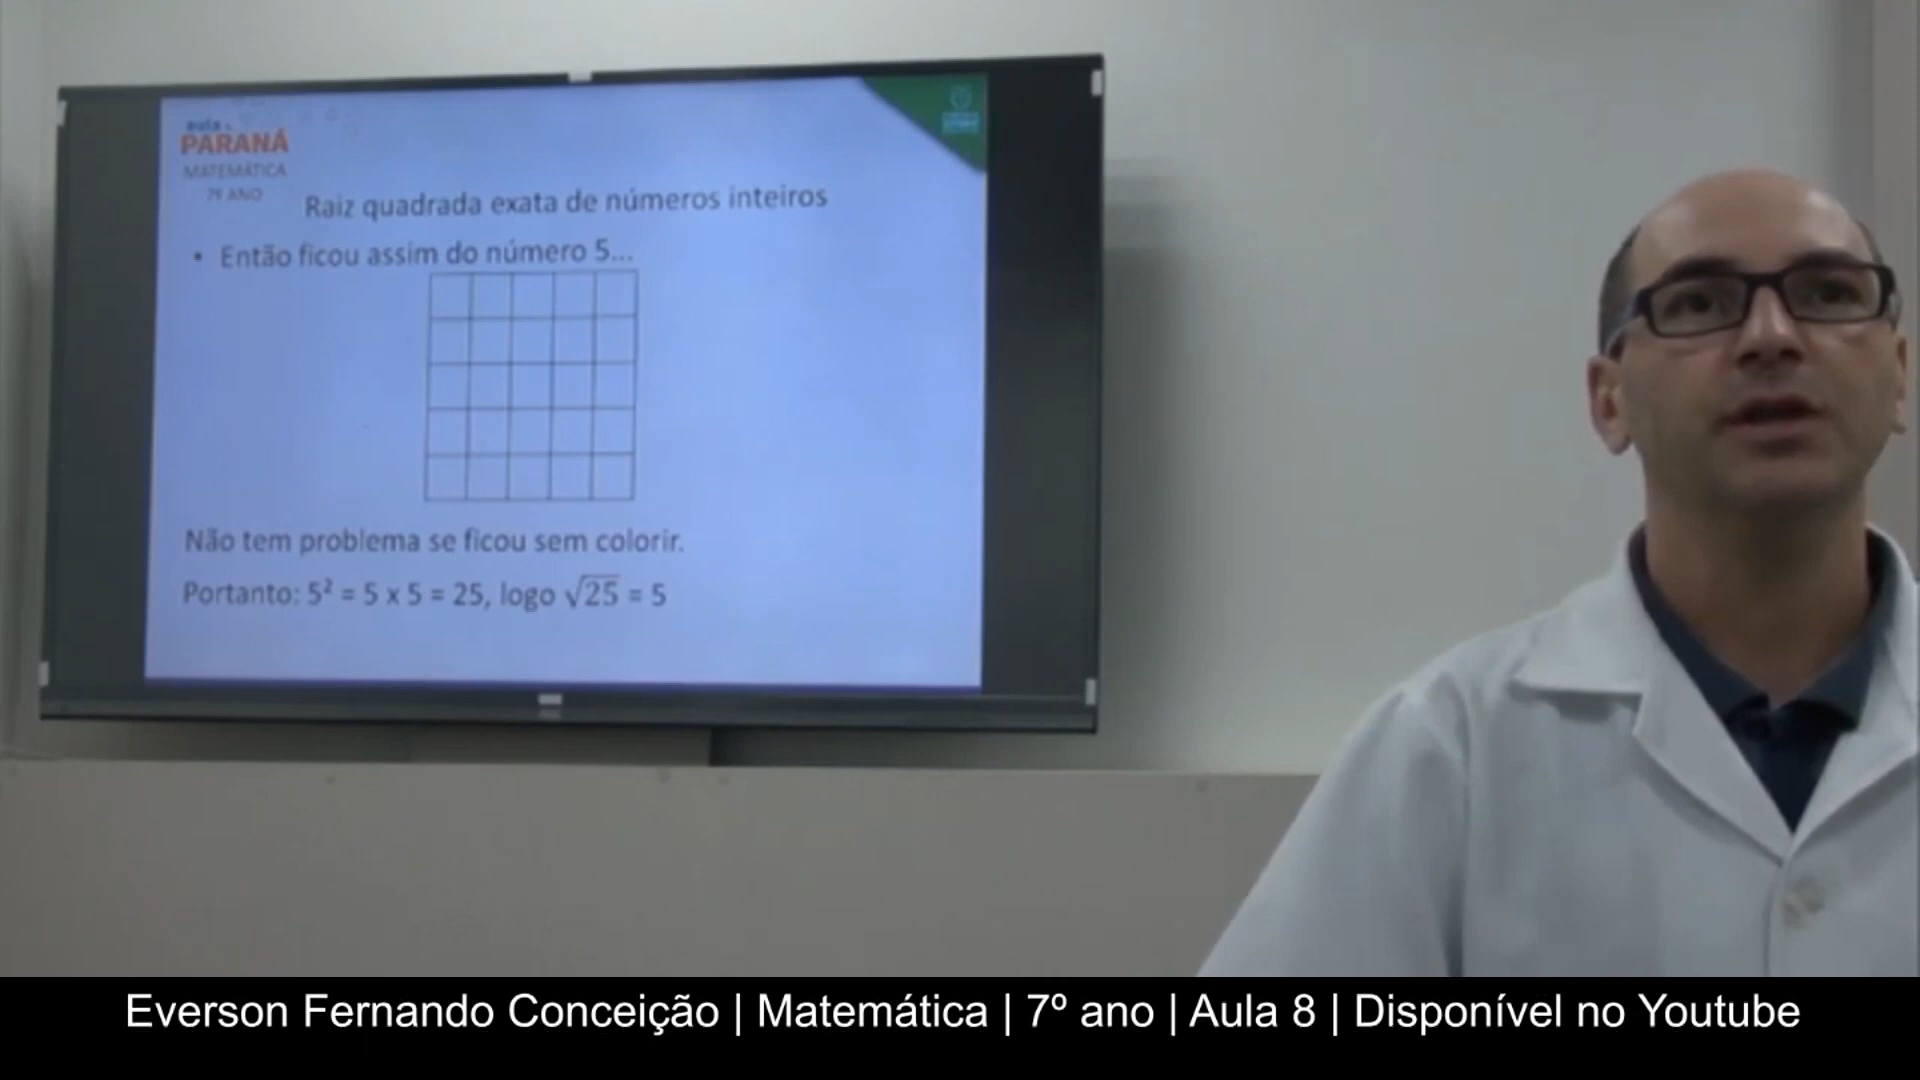 aula
PARANÁ
MATEMÁTICA
7º ANO
Raiz quadrada exata de números inteiros
• Então ficou assim do número 5...
Não tem problema se ficou sem colorir.
Portanto: 5² = 5 x 5 = 25, logo √25 = 5
Everson Fernando Conceição | Matemática | 7º ano | Aula 8 | Disponível no Youtube